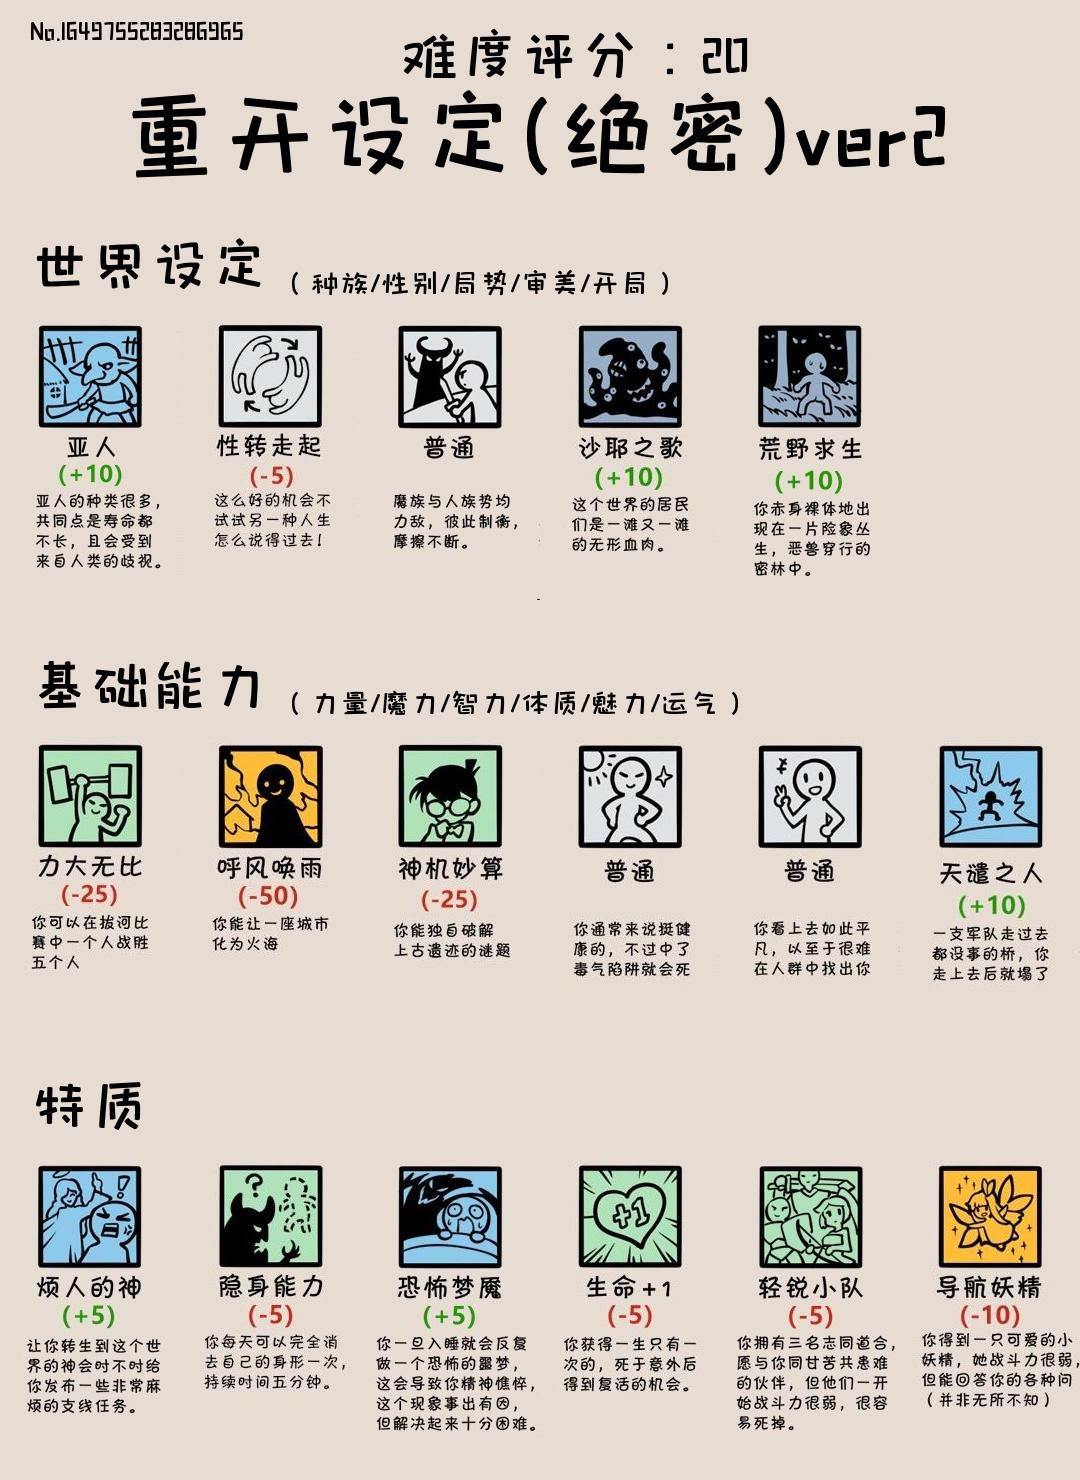 No.1649755283286965
难度评分：20
重开设定(绝密)ver2
世界设定 （种族/性别/局势/审美/开局）
亚人 性转走起 普通 沙耶之歌 荒野求生
(+10) (-5) (+10) (+10)
亚人的种类很多，
共同点是寿命都
不长，且会受到
来自人类的歧视。
这么好的机会不
试试另一种人生
怎么说得过去！
魔族与人族势均
力敌，彼此制衡，
摩擦不断。
这个世界的居民
们是一滩又一滩
的无形血肉。
你赤身裸体地出
现在一片险象丛
生，恶兽穿行的
密林中。
基础能力 （力量/魔力/智力/体质/魅力/运气）
力大无比 呼风唤雨 神机妙算 普通 普通 天谴之人
(-25) (-50) (-25) (+10)
你可以在拔河比
赛中一个人战胜
五个人
你能让一座城市
化为火海
你能独自破解
上古遗迹的谜题
你通常来说挺健
康的，不过中了
毒气陷阱就会死
你看上去如此平
凡，以至于很难
在人群中找出你
一支军队走过去
都没事的桥，你
走上去后就塌了
特质
+1
烦人的神 隐身能力 恐怖梦魇 生命+1 轻锐小队 导航妖精
(+5) (-5) (+5) (-5) (-5) (-10)
让你转生到这个世
界的神会时不时给
你发布一些非常麻
烦的支线任务。
你每天可以完全消
去自己的身形一次，
持续时间五分钟。
你一旦入睡就会反复
做一个恐怖的噩梦，
这会导致你精神憔悴，
这个现象事出有因，
但解决起来十分困难。
你获得一生只有一
次的，死于意外后
得到复活的机会。
你拥有三名志同道合，
愿与你同甘苦共患难
的伙伴，但他们一开
始战斗力很弱，很容
易死掉。
你得到一只可爱的小
妖精，她战斗力很弱，
但能回答你的各种问
（并非无所不知）